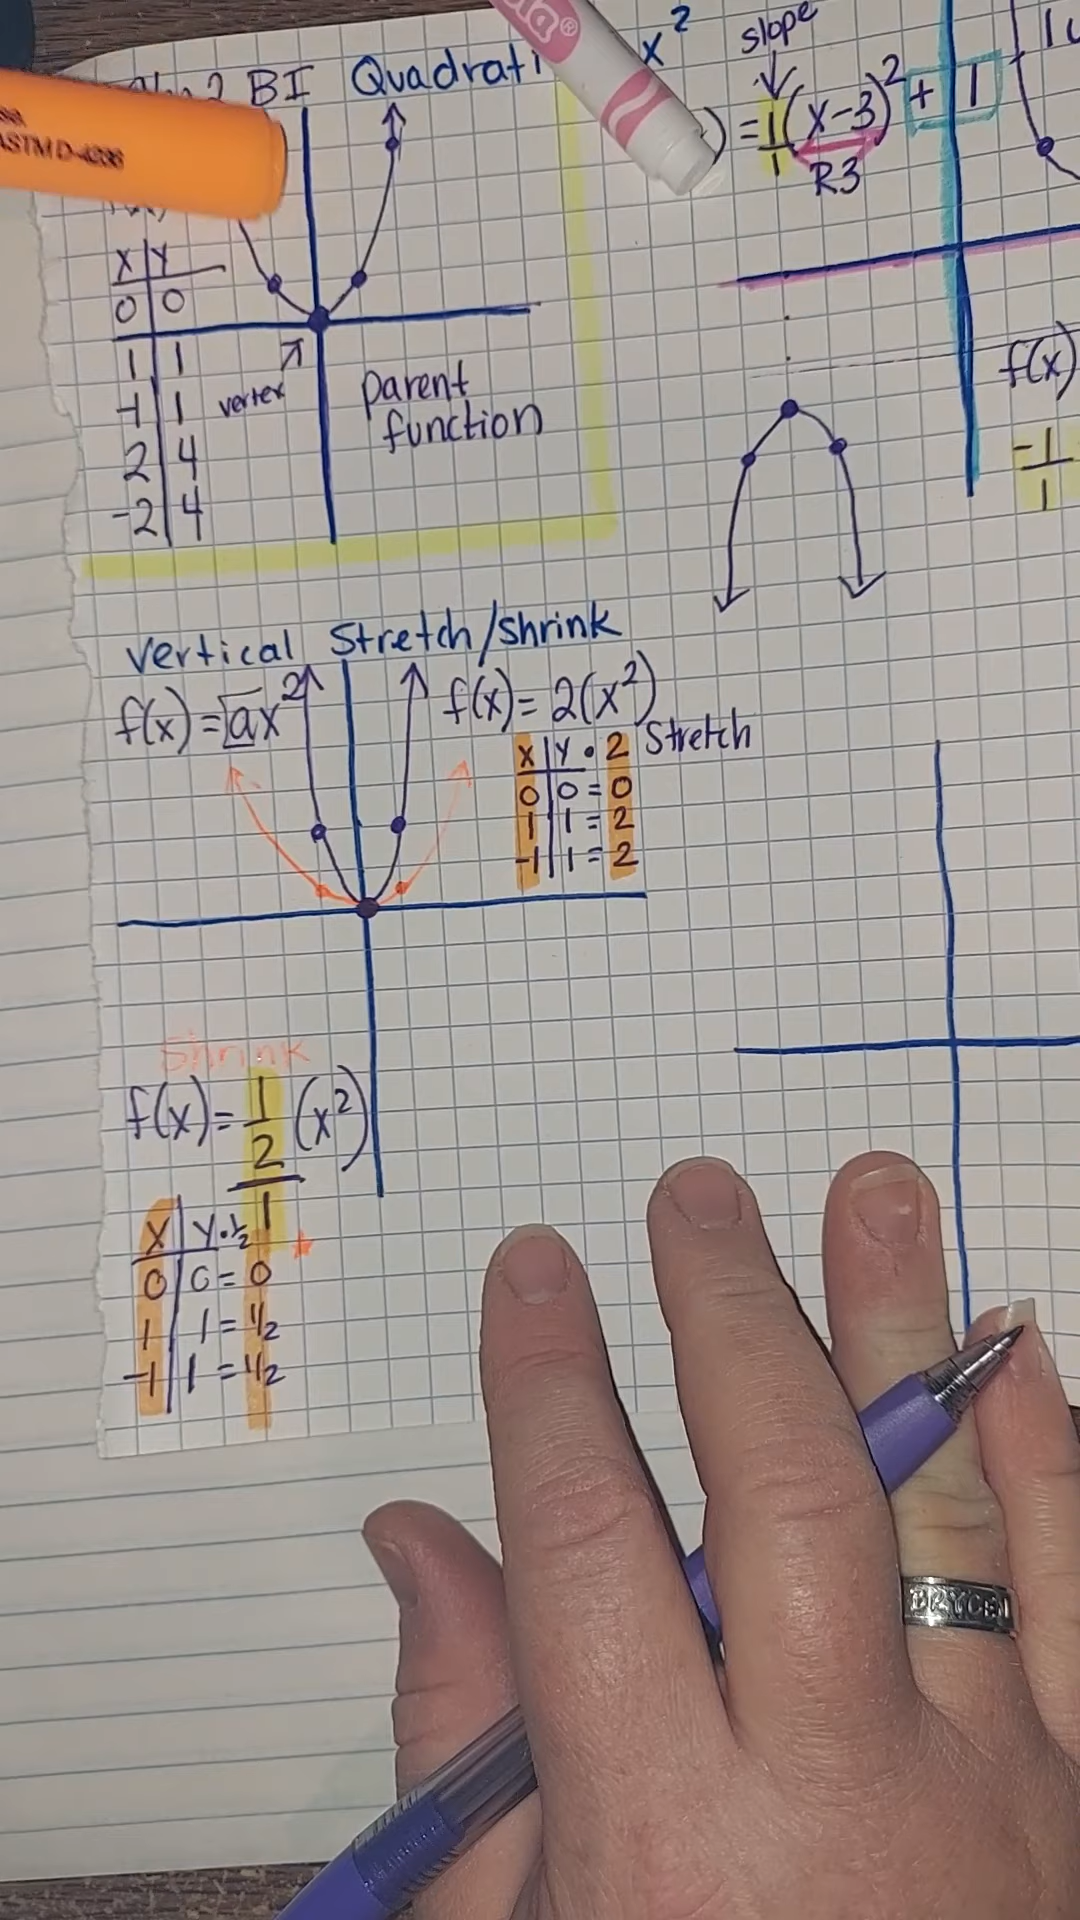 BI Quadrati x²
ASTM D-4236
slope
= 1/1 (x-3)² + 1
R3
x | y
0 | 0
1 | 1
-1 | 1
2 | 4
-2 | 4
vertex
parent
function
f(x)
-1/1
Vertical Stretch/shrink
f(x) = ax²
f(x) = 2(x²)
Stretch
x | y • 2
0 | 0 = 0
1 | 1 = 2
-1 | 1 = 2
Shrink
f(x) = 1/2/1 (x²)
x | y • 1/2
0 | 0 = 0
1 | 1 = 1/2
-1 | 1 = 1/2
BRYCEN